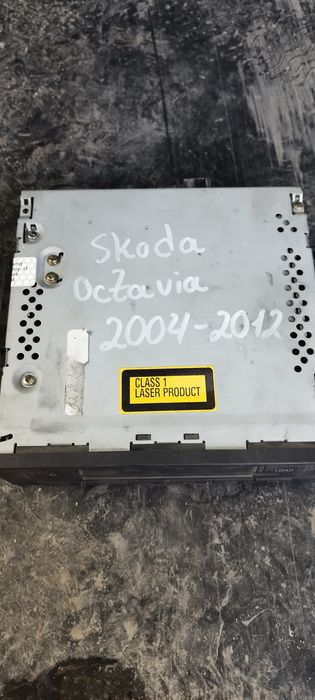 Skoda
Octavia
2004-2012
CLASS 1
LASER PRODUCT
LOAD